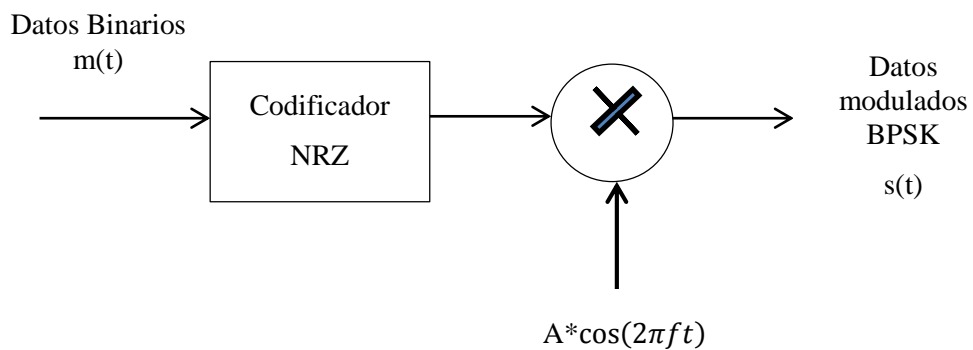 Datos Binarios
m(t)
Codificador
NRZ
Datos
modulados
BPSK
s(t)
A*cos(2𝜋𝑓𝑡)